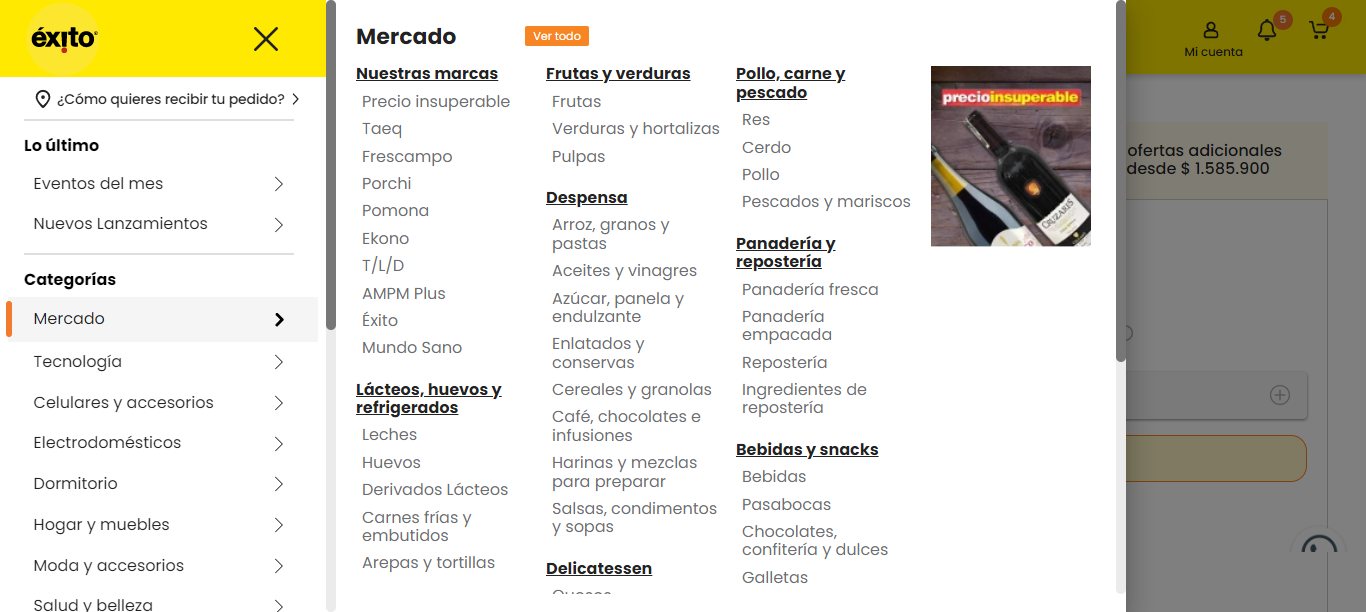 éxito
¿Cómo quieres recibir tu pedido?
Lo último
Eventos del mes
Nuevos Lanzamientos
Categorías
Mercado
Tecnología
Celulares y accesorios
Electrodomésticos
Dormitorio
Hogar y muebles
Moda y accesorios
Salud y belleza
Mercado
Ver todo
Nuestras marcas
Precio insuperable
Taeq
Frescampo
Porchi
Pomona
Ekono
T/L/D
AMPM Plus
Éxito
Mundo Sano
Lácteos, huevos y
refrigerados
Leches
Huevos
Derivados Lácteos
Carnes frías y
embutidos
Arepas y tortillas
Frutas y verduras
Frutas
Verduras y hortalizas
Pulpas
Despensa
Arroz, granos y
pastas
Aceites y vinagres
Azúcar, panela y
endulzante
Enlatados y
conservas
Cereales y granolas
Café, chocolates e
infusiones
Harinas y mezclas
para preparar
Salsas, condimentos
y sopas
Delicatessen
Quesos
Pollo, carne y
pescado
Res
Cerdo
Pollo
Pescados y mariscos
Panadería y
repostería
Panadería fresca
Panadería
empacada
Repostería
Ingredientes de
repostería
Bebidas y snacks
Bebidas
Pasabocas
Chocolates,
confitería y dulces
Galletas
precioinsuperable
CRUZARIS
Mi cuenta
5
4
ofertas adicionales
desde $ 1.585.900